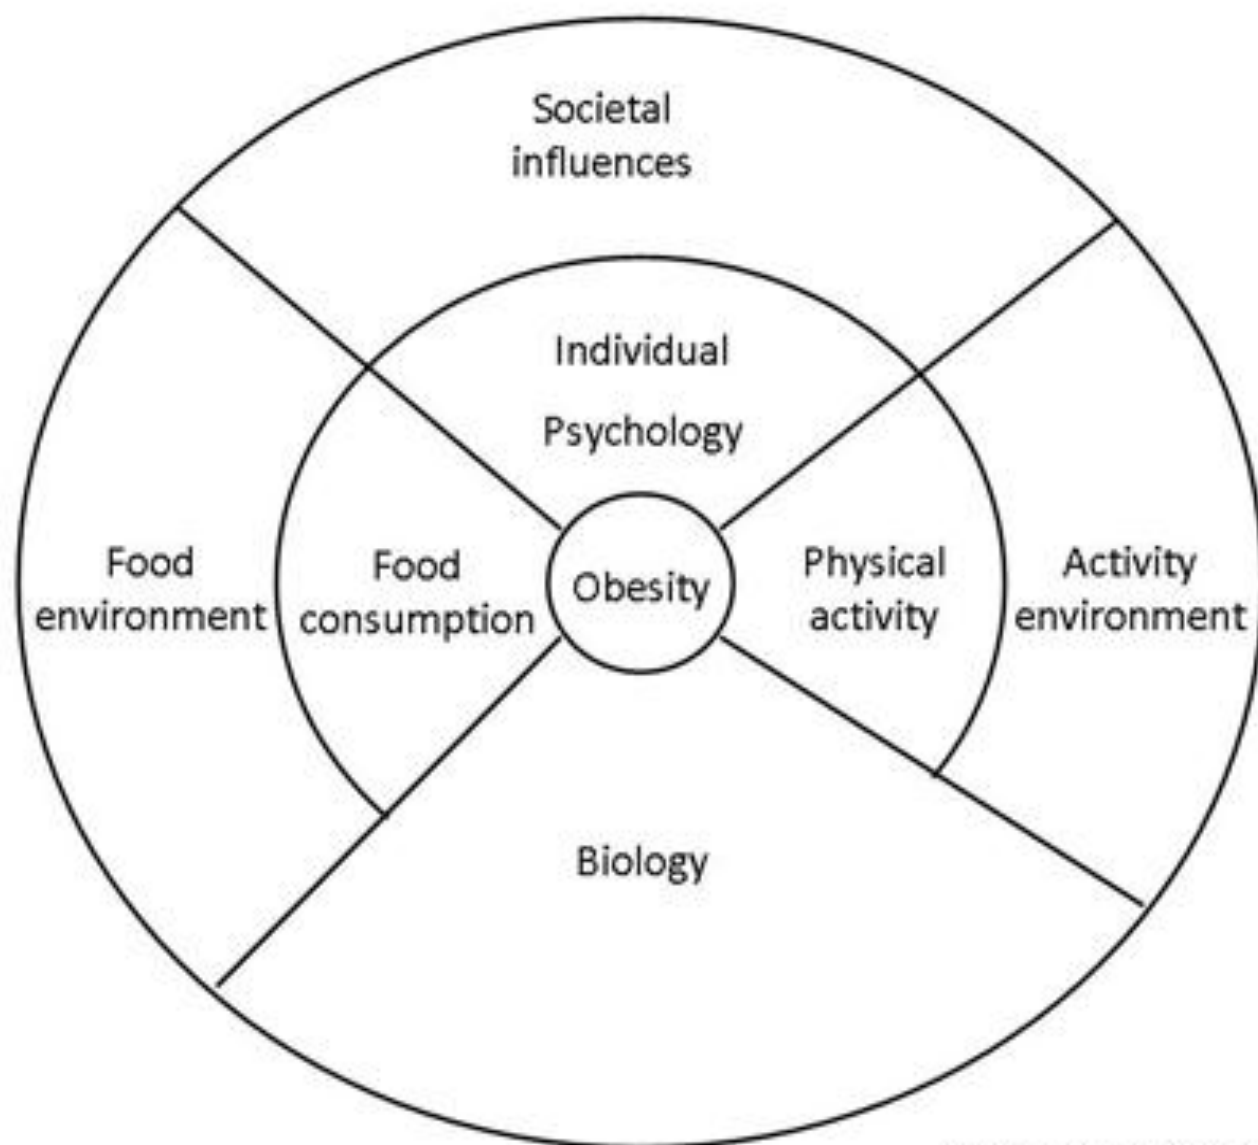 Societal
influences
Individual
Psychology
Food
environment
Food
consumption
Obesity
Physical
activity
Activity
environment
Biology